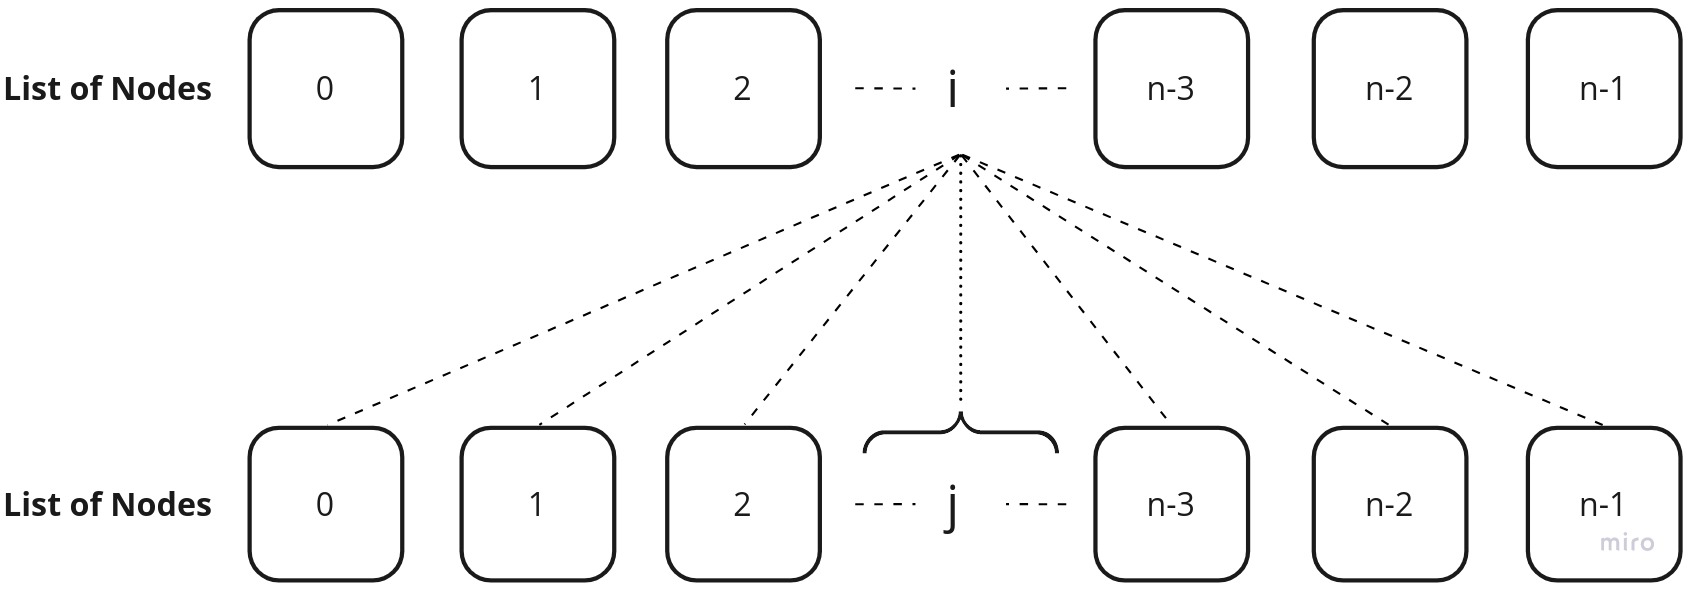 List of Nodes 0 1 2 i n-3 n-2 n-1
List of Nodes 0 1 2 j n-3 n-2 n-1
miro